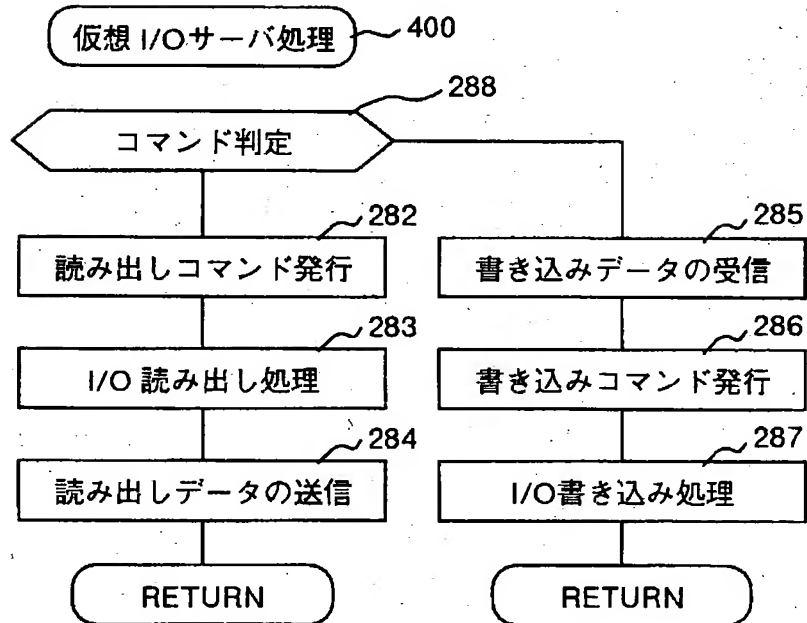 仮想 I/Oサーバ処理
400
288
コマンド判定
282
読み出しコマンド発行
283
I/O 読み出し処理
284
読み出しデータの送信
RETURN
285
書き込みデータの受信
286
書き込みコマンド発行
287
I/O書き込み処理
RETURN